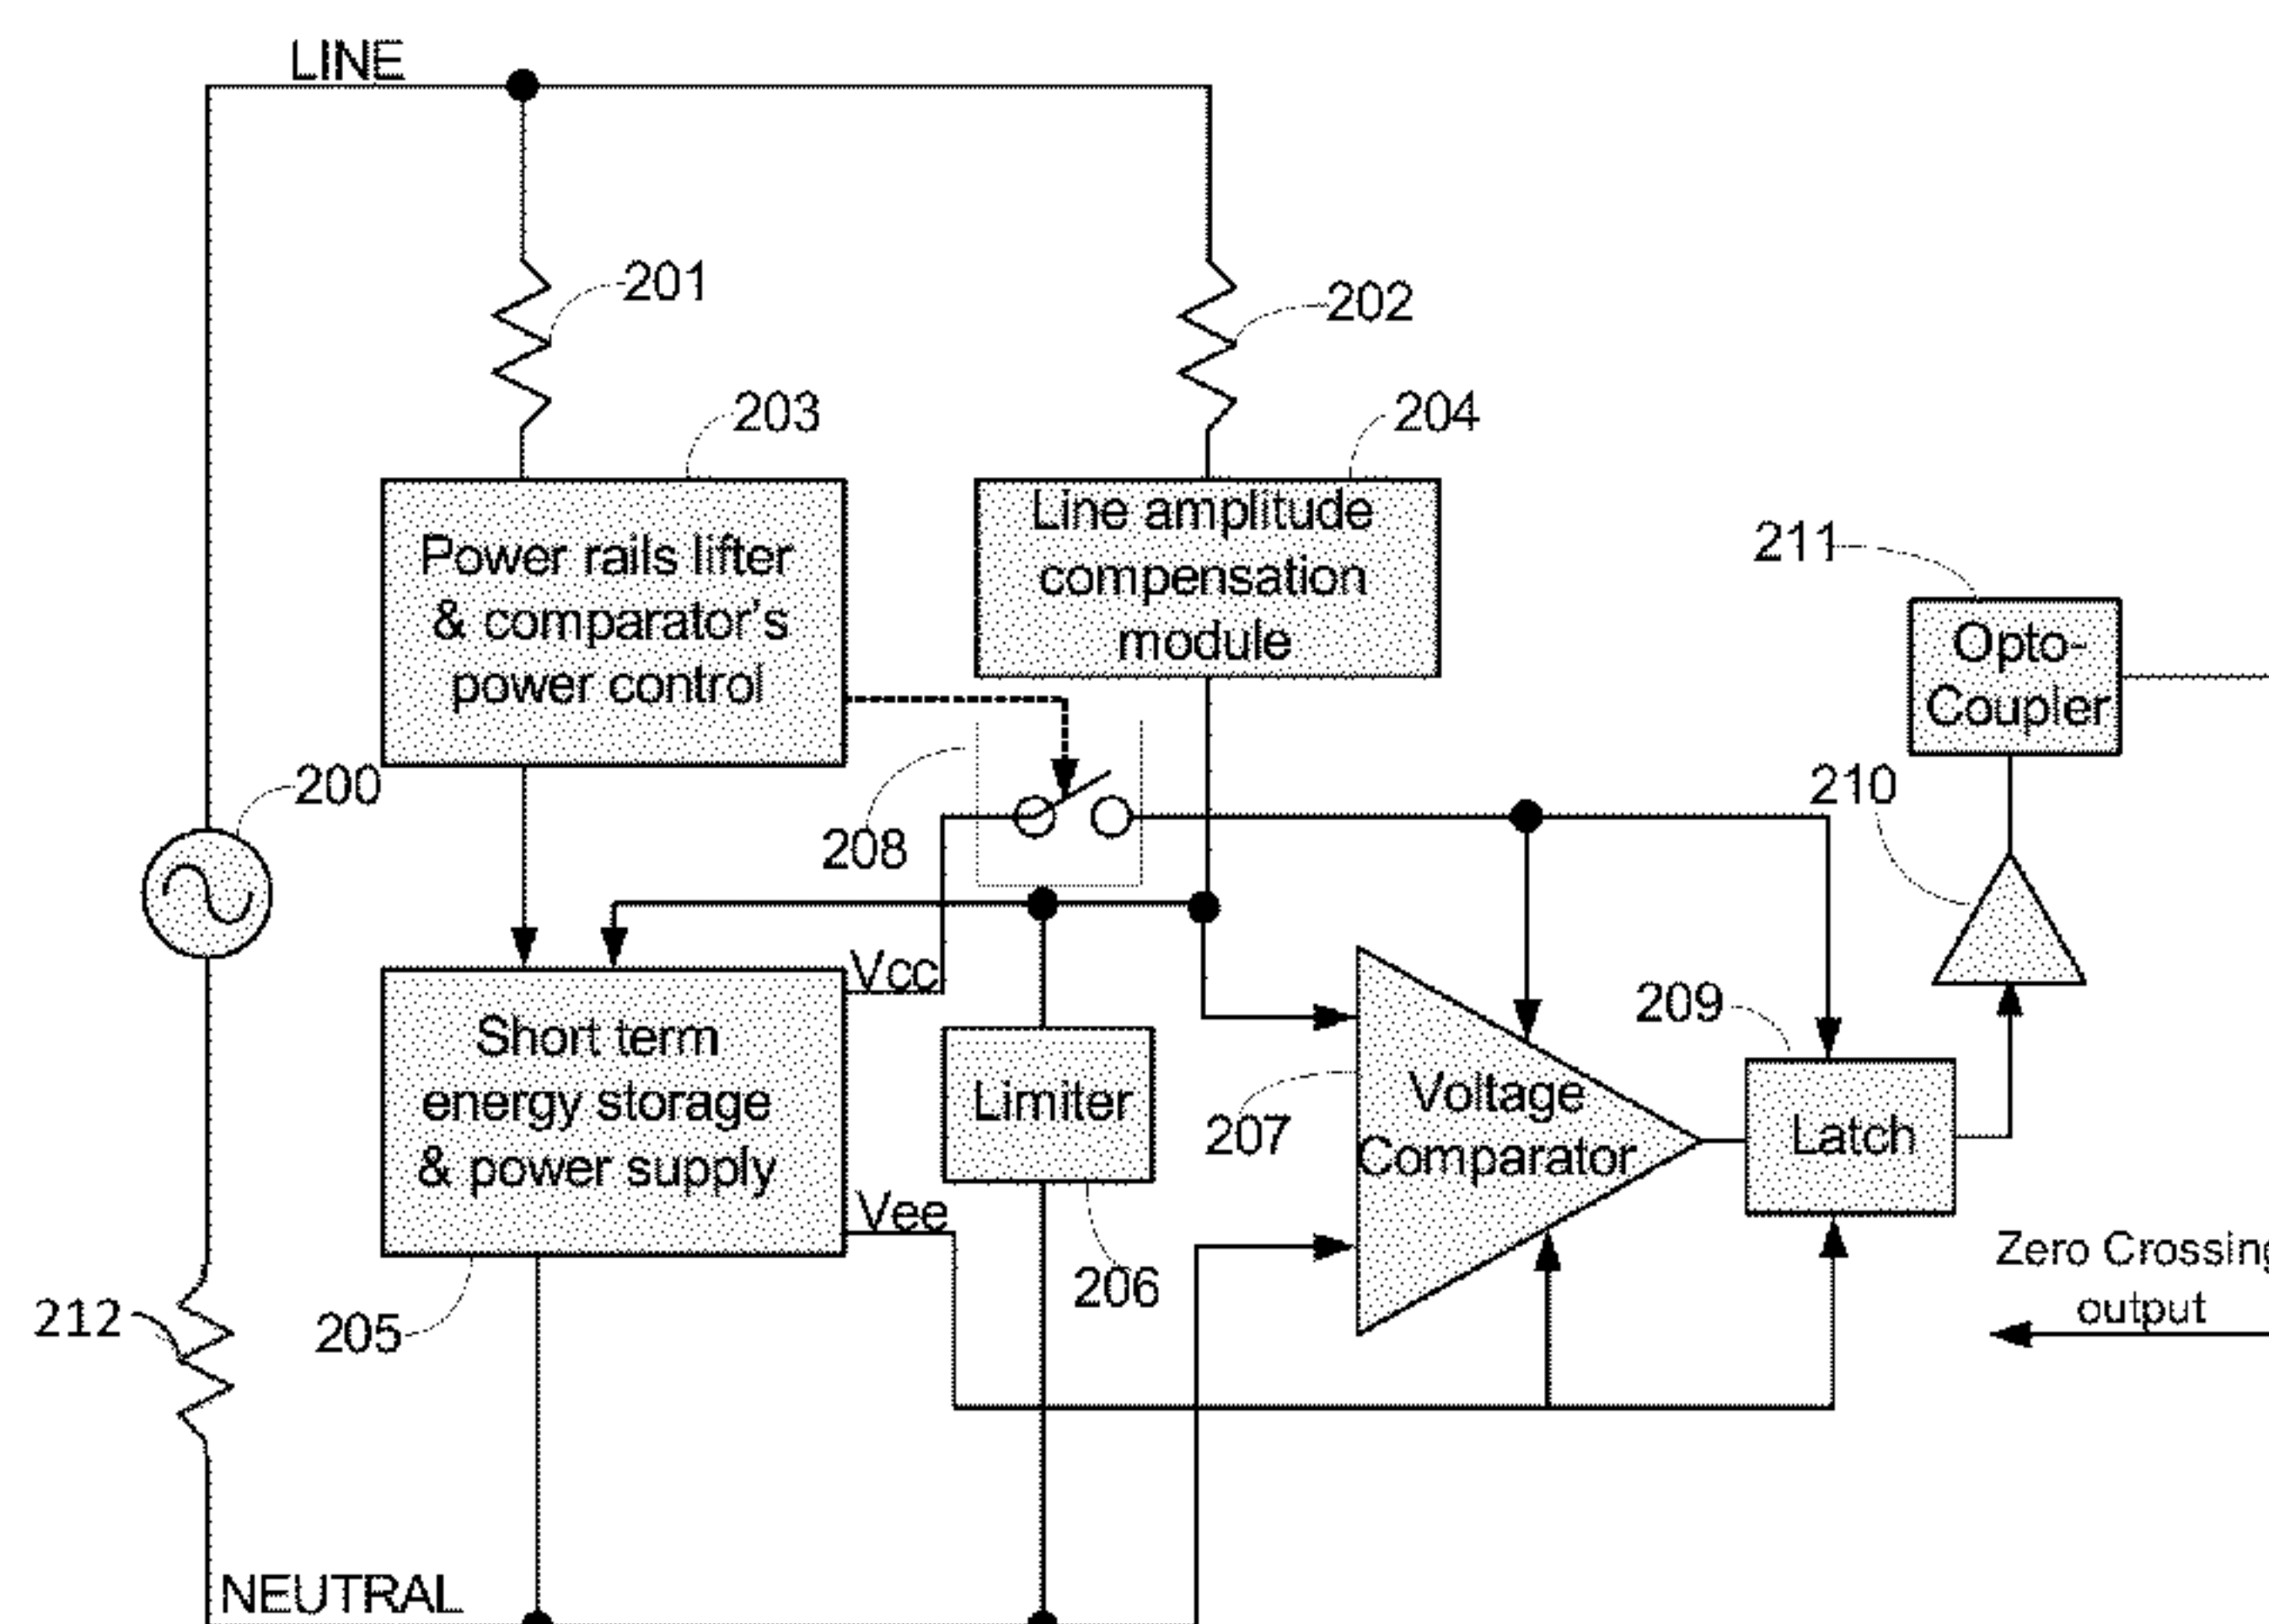 LINE
201
202
203
204
Power rails lifter
& comparator's
power control
Line amplitude
compensation
module
211
Opto-
Coupler
200
208
210
Vcc
Short term
energy storage
& power supply
Limiter
207
Voltage
Comparator
209
Latch
Vee
206
205
212
Zero Crossing
output
NEUTRAL